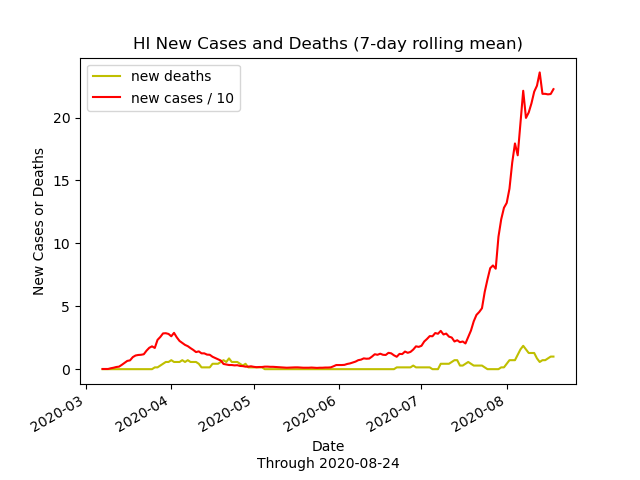 HI New Cases and Deaths (7-day rolling mean)
new deaths
new cases / 10
New Cases or Deaths
20
15
10
5
0
2020-03
2020-04
2020-05
2020-06
2020-07
2020-08
Date
Through 2020-08-24